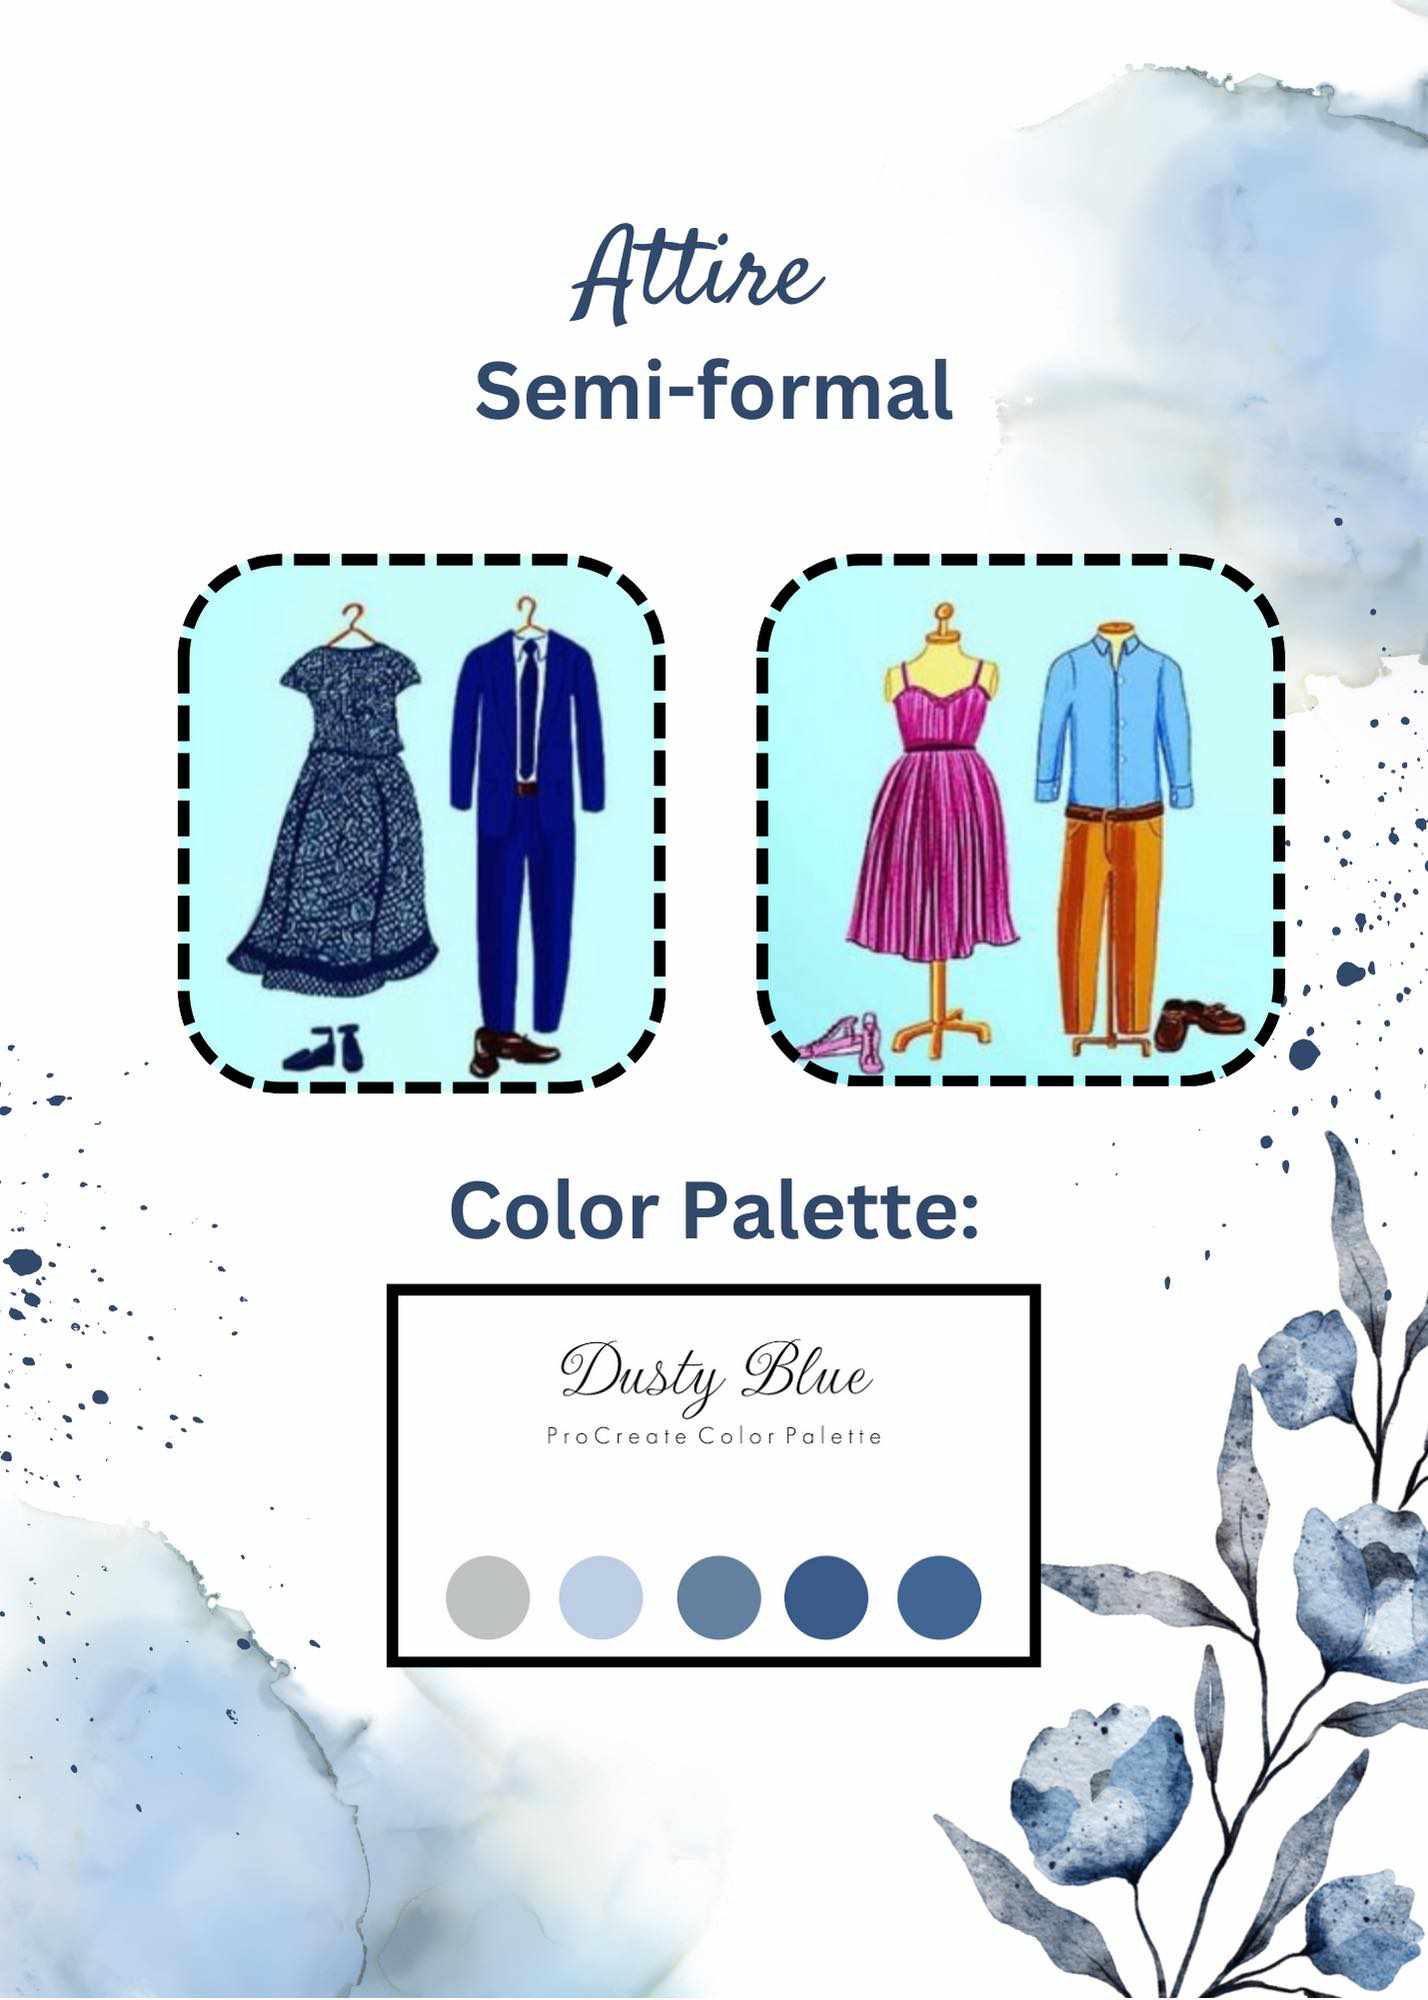 Attire
Semi-formal
Color Palette:
Dusty Blue
ProCreate Color Palette